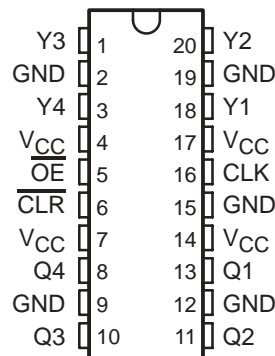 Y3 1 20 Y2
GND 2 19 GND
Y4 3 18 Y1
VCC 4 17 VCC
OE 5 16 CLK
CLR 6 15 GND
VCC 7 14 VCC
Q4 8 13 Q1
GND 9 12 GND
Q3 10 11 Q2